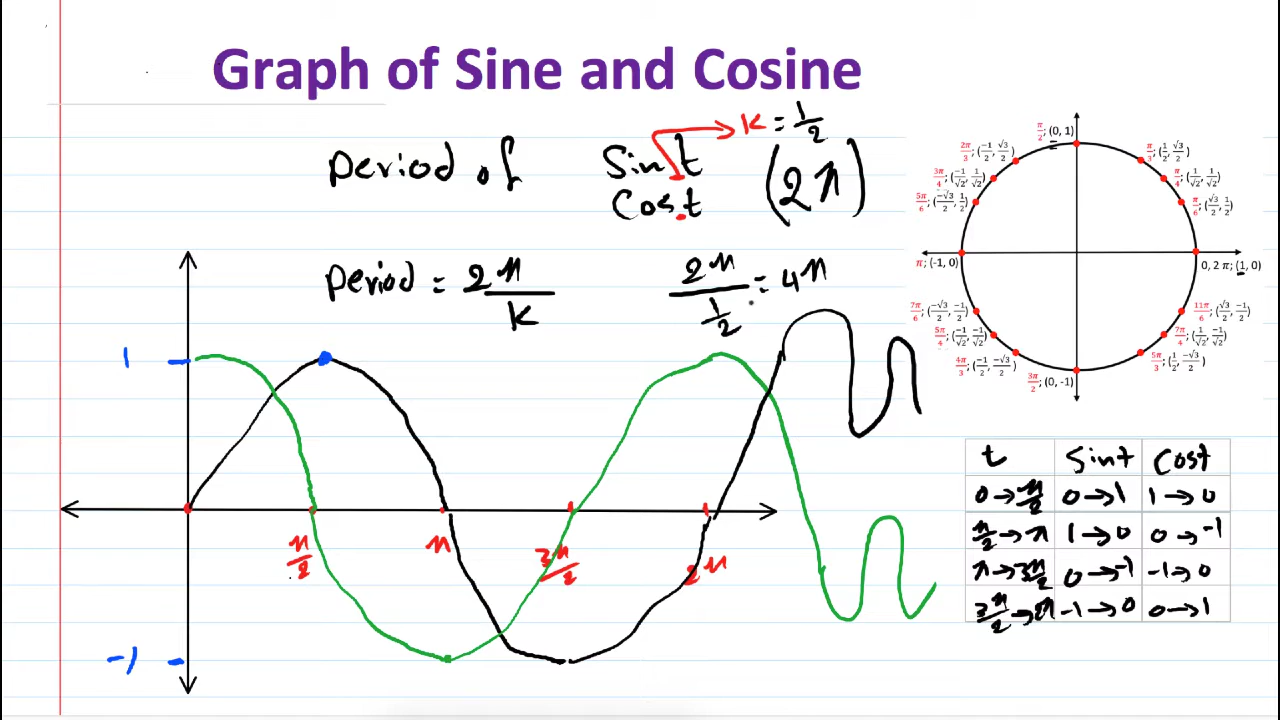 Graph of Sine and Cosine
Period of Sin t (2π)
Cos.t
k = 1/2
Period = 2π/k
2π/(1/2) = 4π
1
-1
π/2
π
3π/2
2π
π/2; (0, 1)
2π/3; (-1/2, √3/2)
3π/4; (-1/√2, 1/√2)
5π/6; (-√3/2, 1/2)
π; (-1, 0)
7π/6; (-√3/2, -1/2)
5π/4; (-1/√2, -1/√2)
4π/3; (-1/2, -√3/2)
3π/2; (0, -1)
π/3; (1/2, √3/2)
π/4; (1/√2, 1/√2)
π/6; (√3/2, 1/2)
0, 2 π; (1, 0)
11π/6; (√3/2, -1/2)
7π/4; (1/√2, -1/√2)
5π/3; (1/2, -√3/2)
t Sint Cost
0→π/2 0→1 1→0
π/2→π 1→0 0→-1
π→3π/2 0→-1 -1→0
3π/2→2π -1→0 0→1